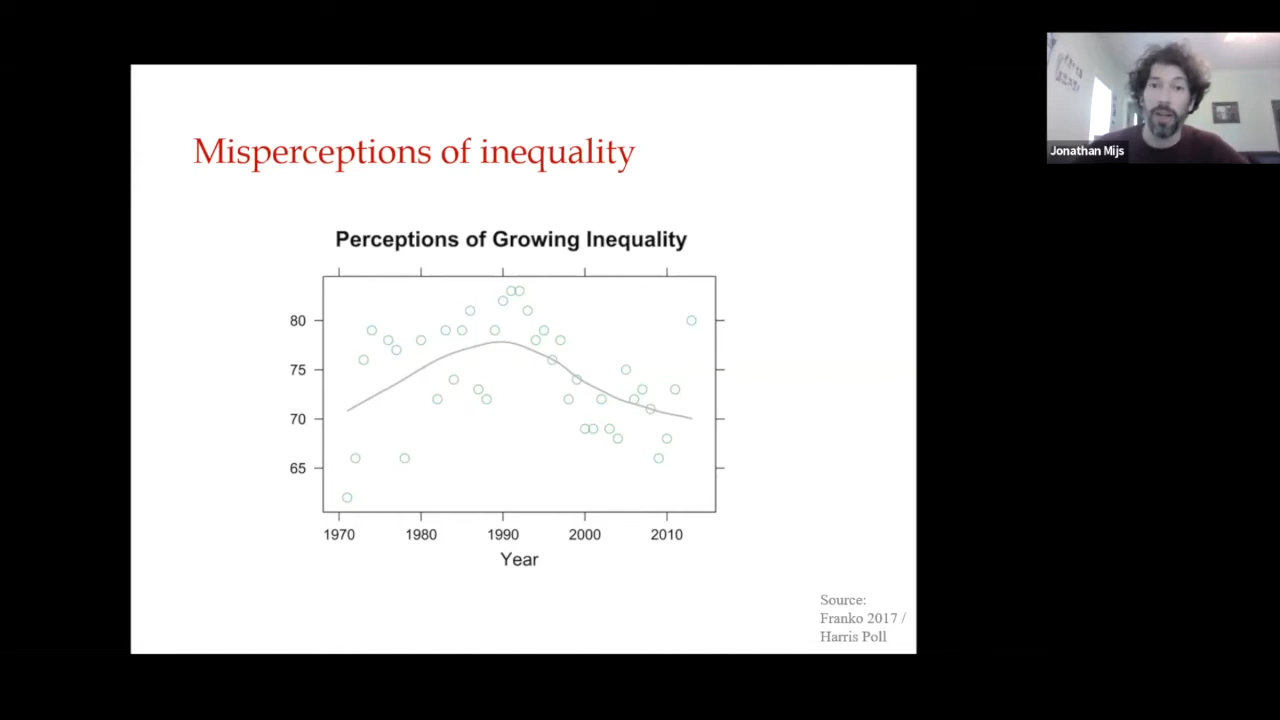 Misperceptions of inequality
Perceptions of Growing Inequality
80
75
70
65
1970 1980 1990 2000 2010
Year
Source:
Franko 2017 /
Harris Poll
Jonathan Mijs